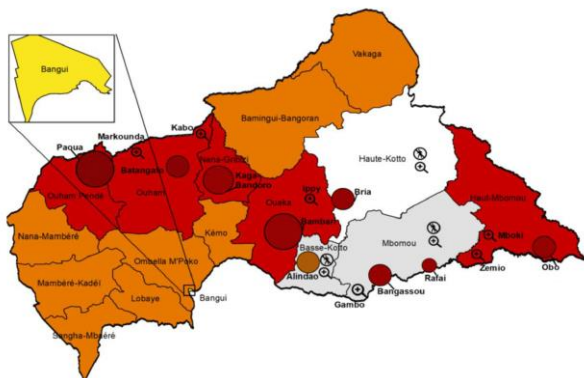 Bangui
Vakaga
Bamingui-Bangoran
Kabo
Markounda
Paoua
Batangafo
Nana-Gribizi
Kaga-
Bandoro
Haute-Kotto
Ouham Pendé
Ouham
Ouaka
Ippy
Bria
Haut-Mbomou
Nana-Mambéré
Kémo
Bambari
Ombella M'Poko
Basse-Kotto
Mbomou
Mboki
Obo
Zemio
Mambéré-Kadéï
Lobaye
Alindao
Rafai
Bangui
Gambo
Bangassou
Sangha-Mbaéré